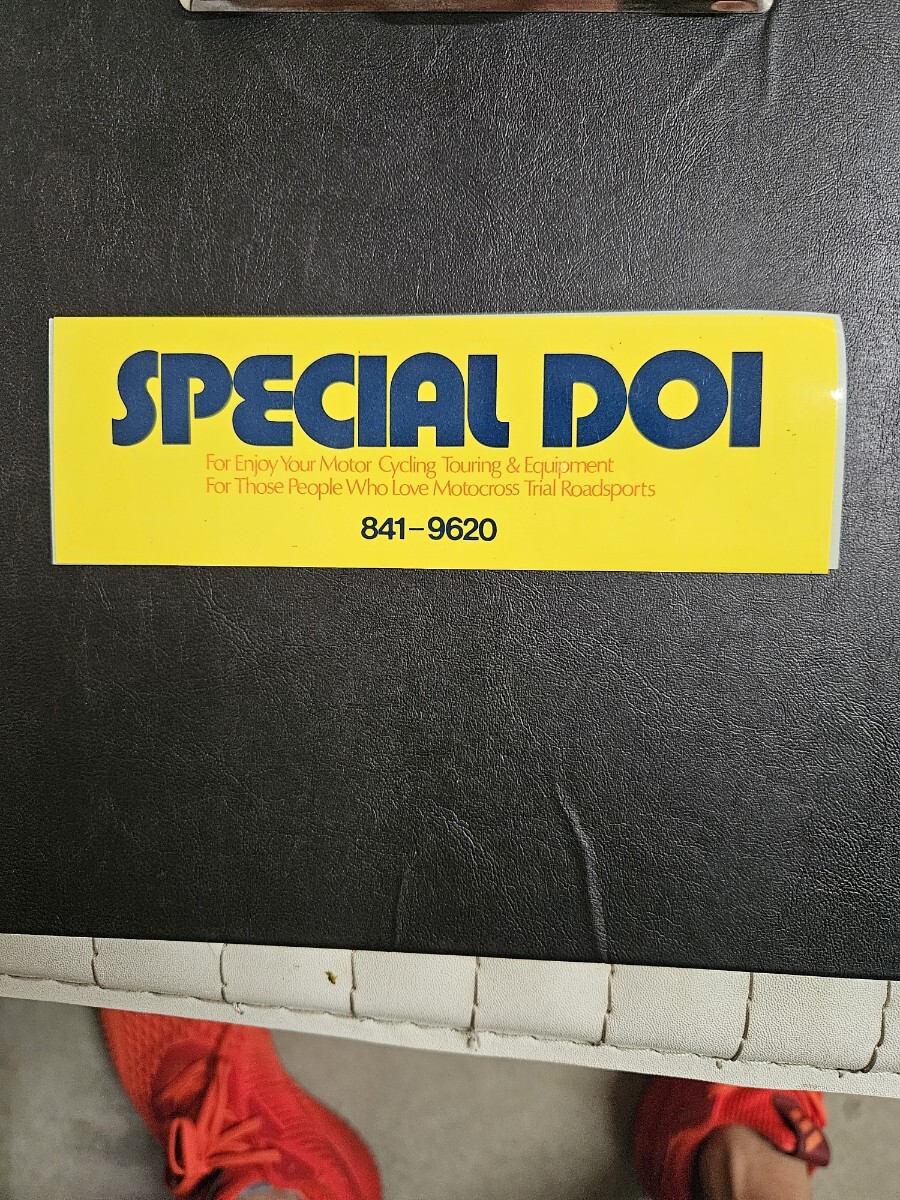 SPECIAL DOI
For Enjoy Your Motor Cycling Touring & Equipment
For Those People Who Love Motocross Trial Roadsports
841-9620